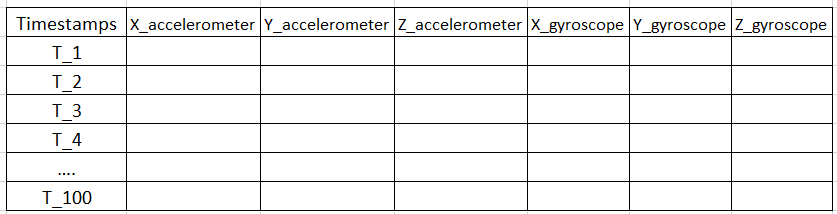 Timestamps X_accelerometer Y_accelerometer Z_accelerometer X_gyroscope Y_gyroscope Z_gyroscope
T_1
T_2
T_3
T_4
....
T_100